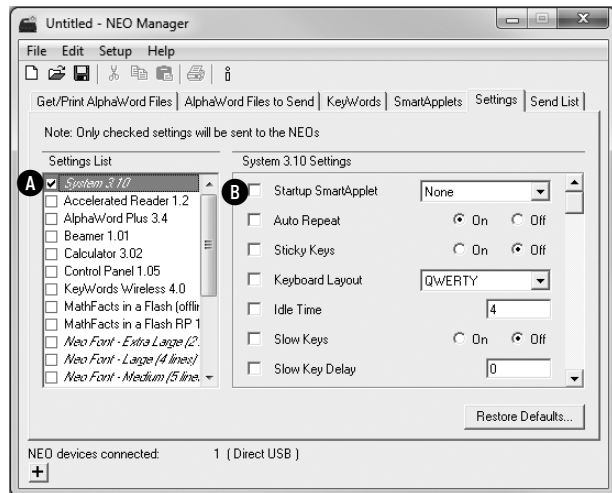 Untitled - NEO Manager
File Edit Setup Help
Get/Print AlphaWord Files AlphaWord Files to Send KeyWords SmartApplets Settings Send List
Note: Only checked settings will be sent to the NEOs
Settings List
System 3.10 Settings
A System 3.10
Accelerated Reader 1.2
AlphaWord Plus 3.4
Beamer 1.01
Calculator 3.02
Control Panel 1.05
KeyWords Wireless 4.0
MathFacts in a Flash (offlin
MathFacts in a Flash RP 1
Neo Font - Extra Large (2
Neo Font - Large (4 lines)
Neo Font - Medium (5 line.
B Startup SmartApplet None
Auto Repeat On Off
Sticky Keys On Off
Keyboard Layout QWERTY
Idle Time 4
Slow Keys On Off
Slow Key Delay 0
Restore Defaults...
NEO devices connected: 1 ( Direct USB )